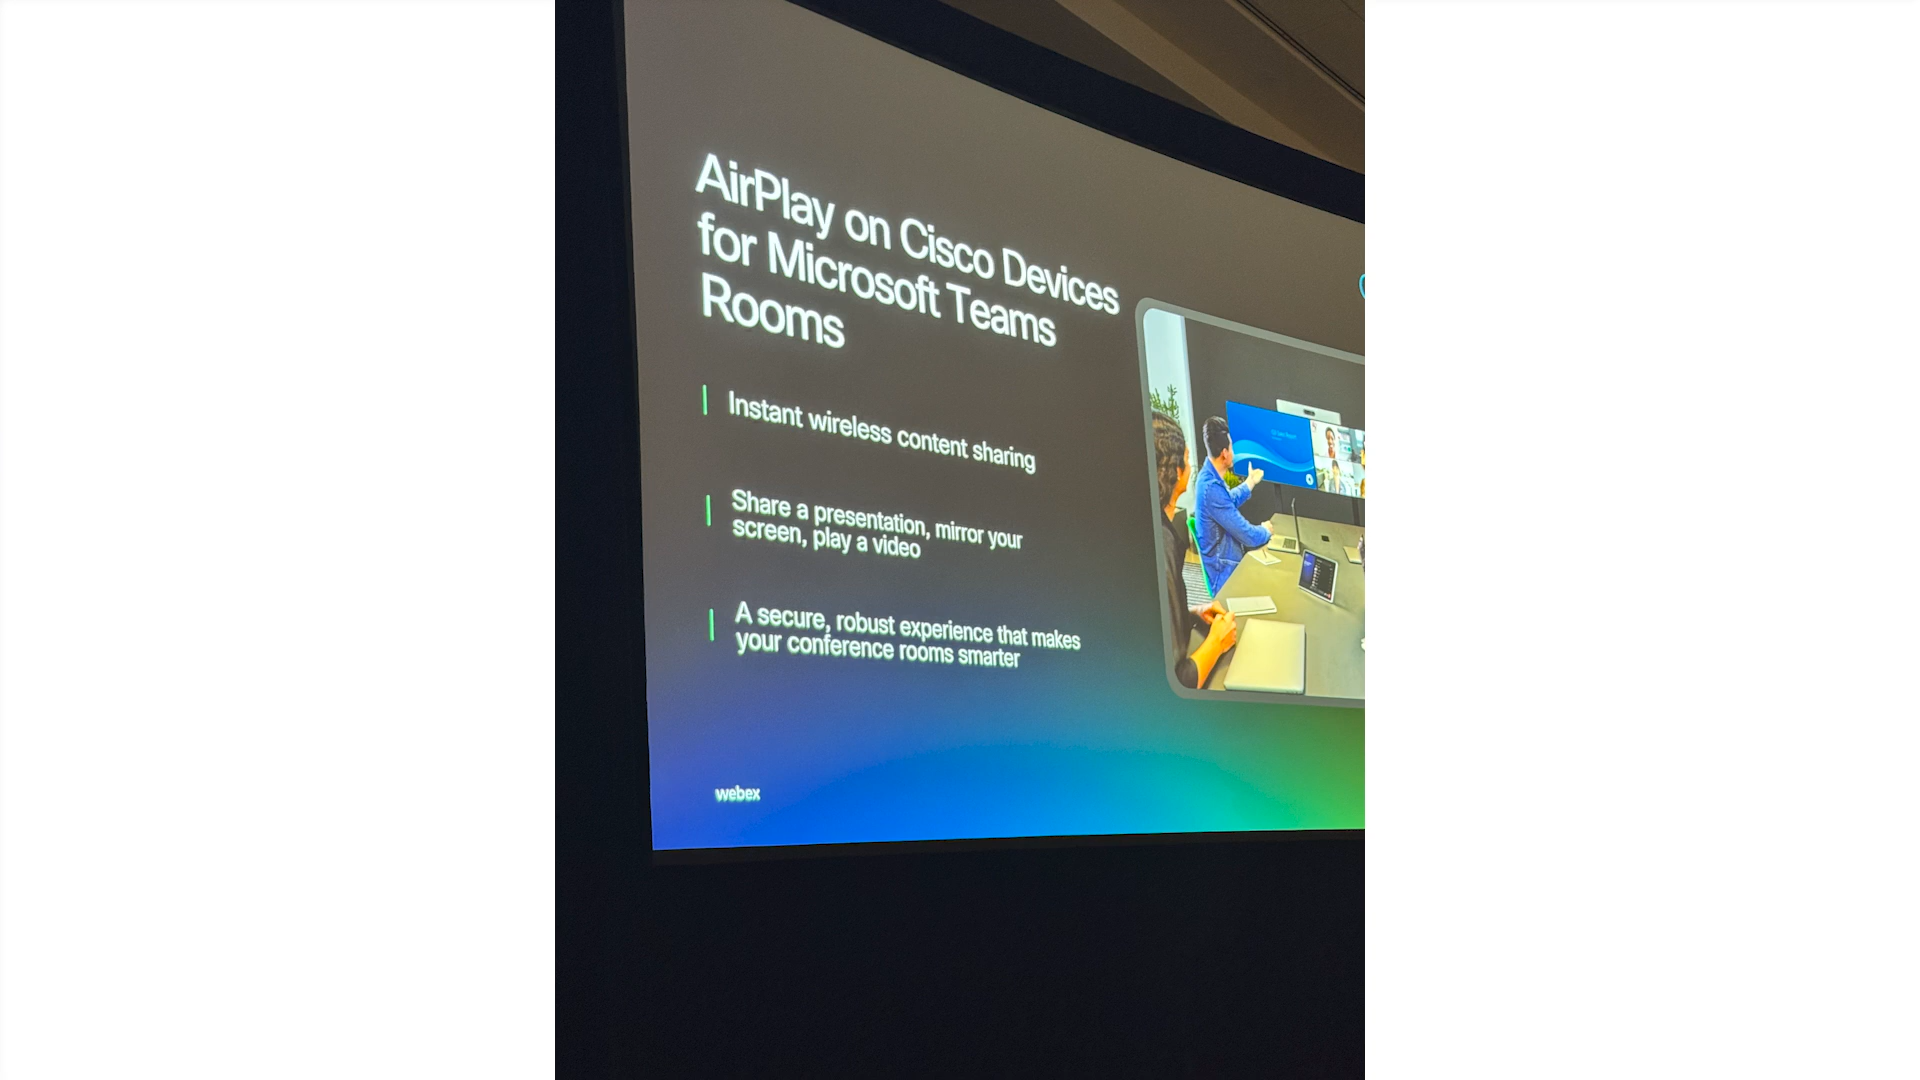 AirPlay on Cisco Devices
for Microsoft Teams
Rooms
Instant wireless content sharing
Share a presentation, mirror your
screen, play a video
A secure, robust experience that makes
your conference rooms smarter
webex